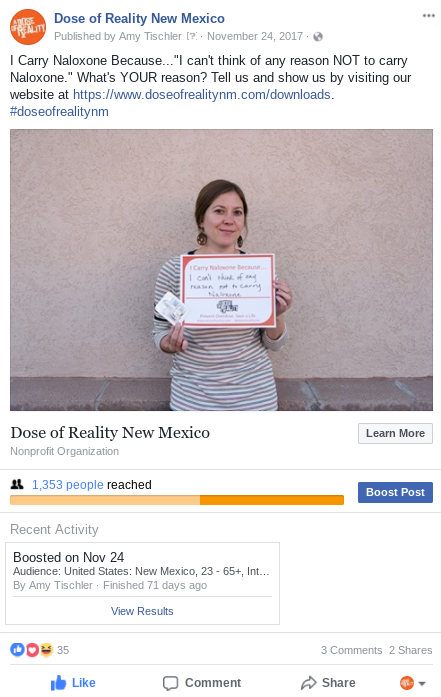 Dose of Reality New Mexico
Published by Amy Tischler [?] · November 24, 2017 ·
I Carry Naloxone Because..."I can't think of any reason NOT to carry
Naloxone." What's YOUR reason? Tell us and show us by visiting our
website at https://www.doseofrealitynm.com/downloads.
#doseofrealitynm
I Carry Naloxone Because...
I can't think of any
reason not to carry
Naloxone
Dose of Reality New Mexico
Learn More
Nonprofit Organization
1,353 people reached
Boost Post
Recent Activity
Boosted on Nov 24
Audience: United States: New Mexico, 23 - 65+, Int…
By Amy Tischler · Finished 71 days ago
View Results
35
3 Comments 2 Shares
Like
Comment
Share